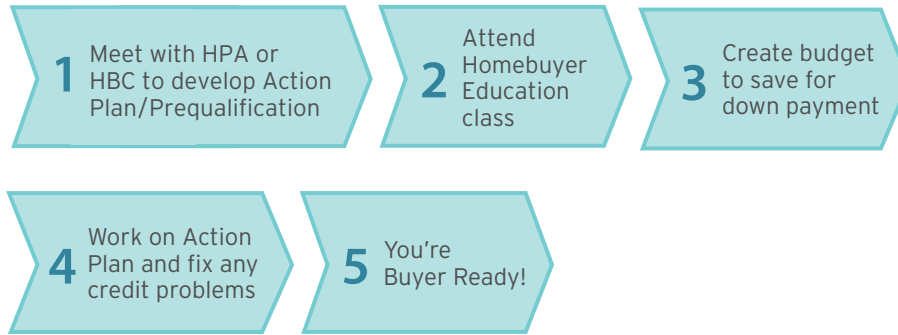 1
Meet with HPA or
HBC to develop Action
Plan/Prequalification
2
Attend
Homebuyer
Education
class
3
Create budget
to save for
down payment
4
Work on Action
Plan and fix any
credit problems
5
You're
Buyer Ready!